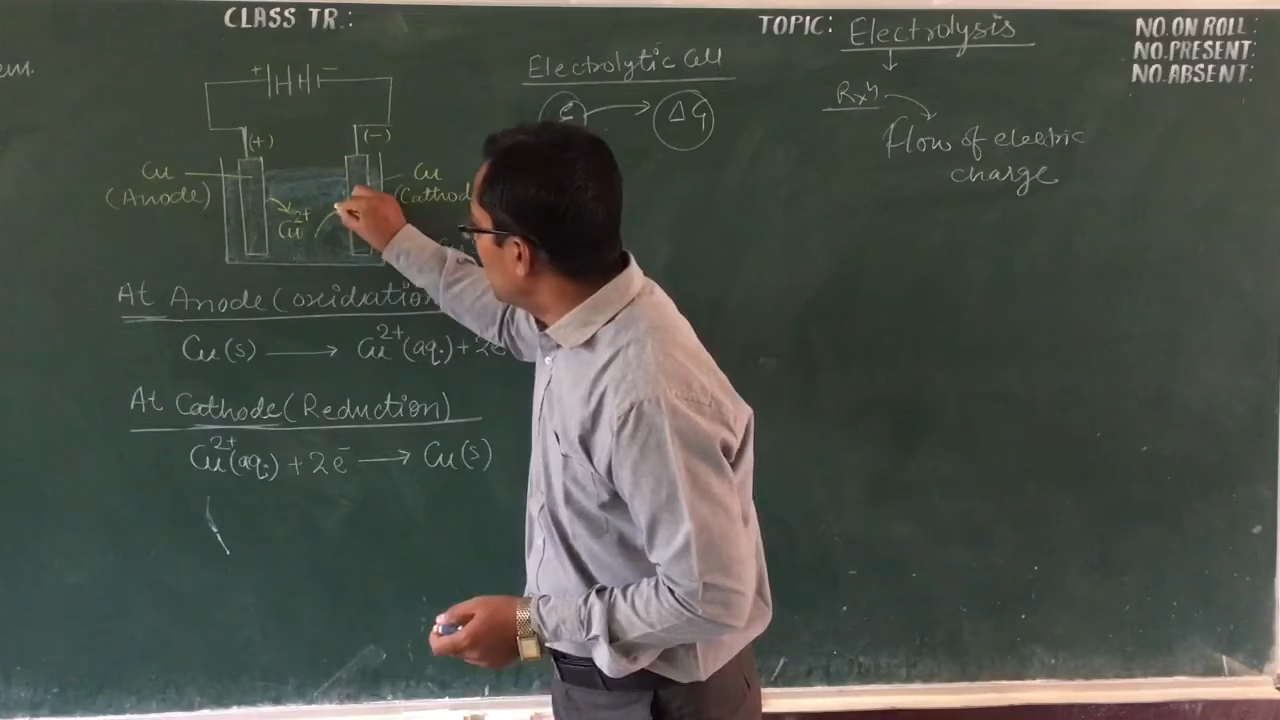 CLASS TR.:
TOPIC: Electrolysis
NO. ON ROLL:
NO. PRESENT:
NO. ABSENT:
Electrolytic Cell
ΔG
Rxn
Flow of electric
charge
+ −
(+) (-)
Cu
(Anode)
Cu
(Cathod
Cu2+
At Anode (oxidation
Cu(s) ⟶ Cu2+(aq.) + 2e
At Cathode (Reduction)
Cu2+(aq.) + 2e- ⟶ Cu(s)